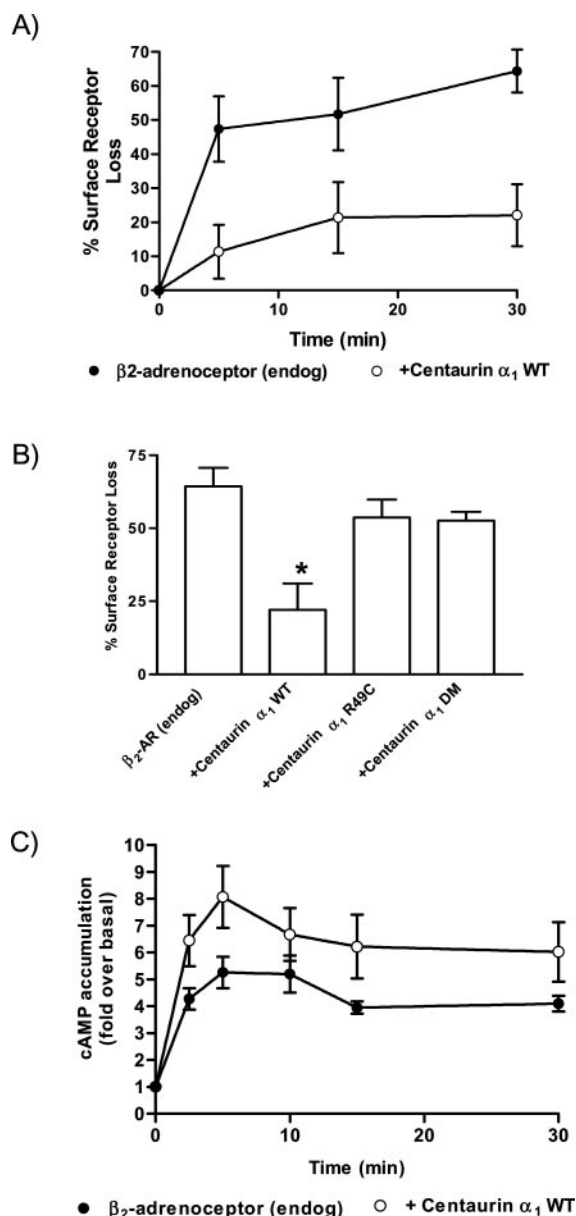 A)
% Surface Receptor
Loss
70
60
50
40
30
20
10
0
0 10 20 30
Time (min)
● β2-adrenoceptor (endog) ○ +Centaurin α₁ WT
B)
% Surface Receptor Loss
75
50
25
0
*
β₂-AR (endog)
+Centaurin α₁ WT
+Centaurin α₁ R49C
+Centaurin α₁ DM
C)
cAMP accumulation
(fold over basal)
10
9
8
7
6
5
4
3
2
1
0
0 10 20 30
Time (min)
● β₂-adrenoceptor (endog) ○ + Centaurin α₁ WT